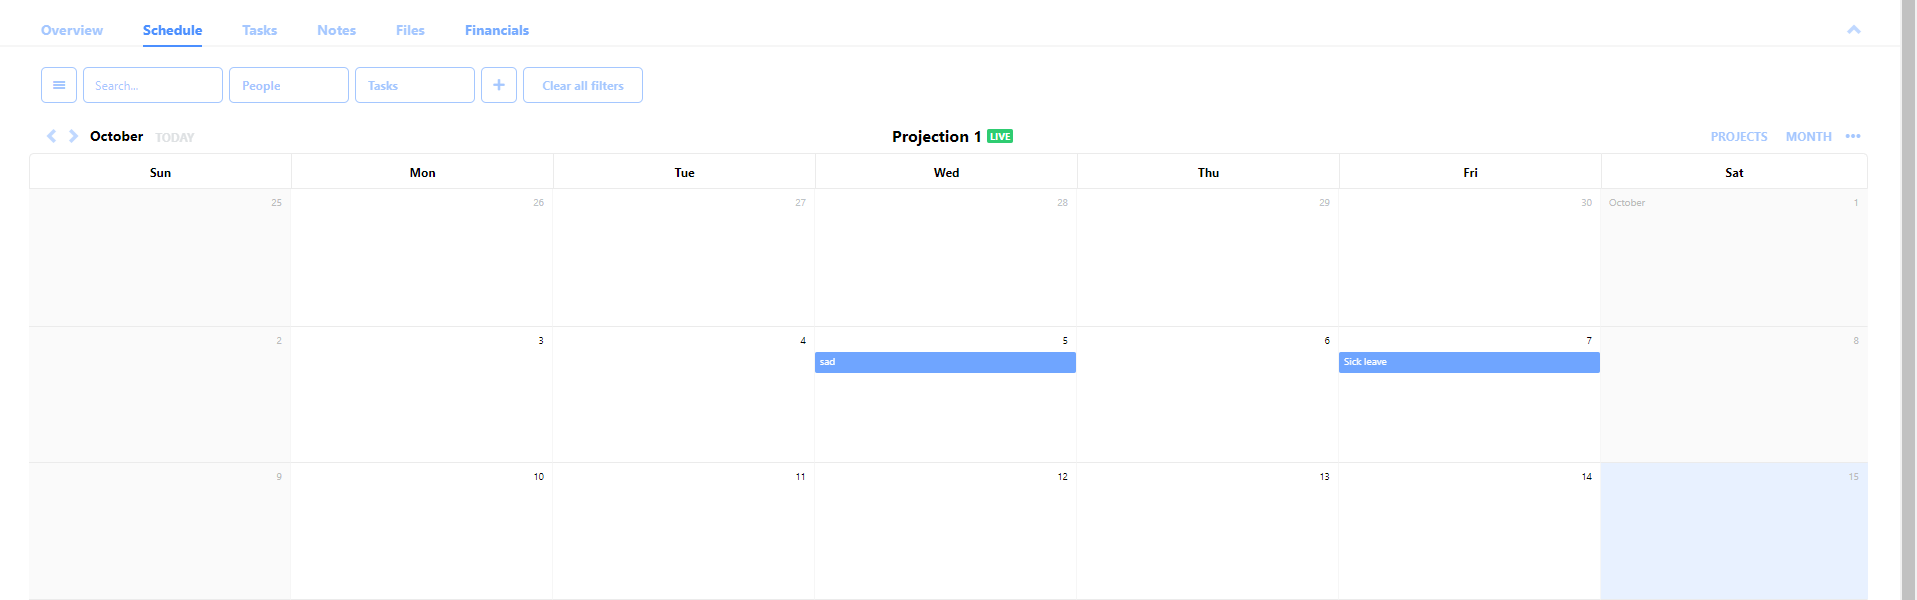 Overview Schedule Tasks Notes Files Financials
Search... People Tasks + Clear all filters
October TODAY Projection 1 LIVE PROJECTS MONTH •••
Sun Mon Tue Wed Thu Fri Sat
25 26 27 28 29 30 October 1
2 3 4 5 6 7 8
sad Sick leave
9 10 11 12 13 14 15